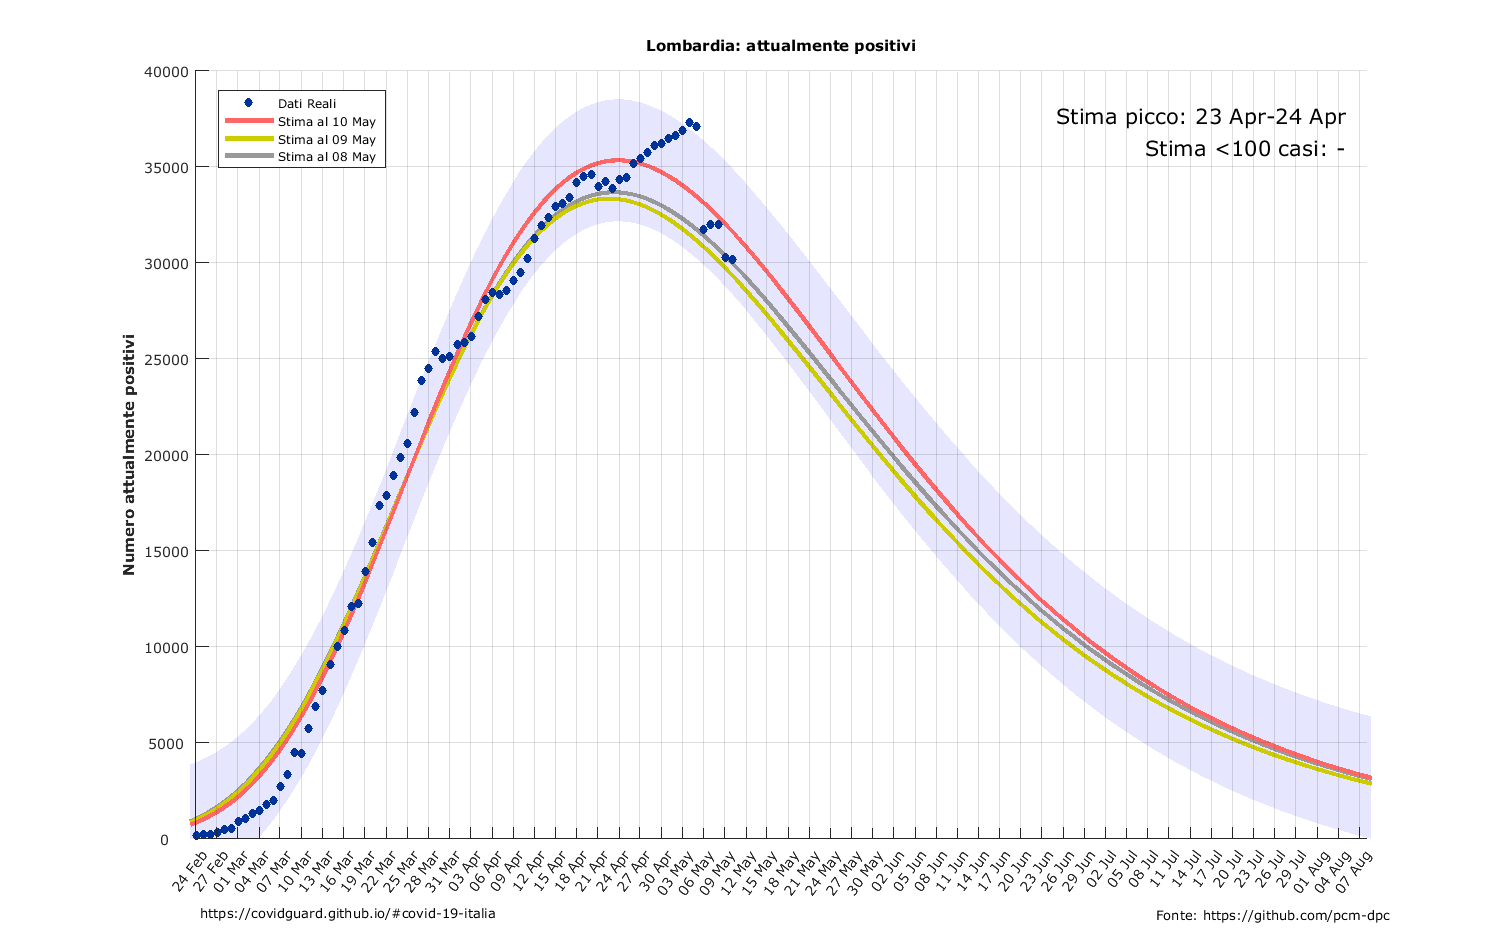 Lombardia: attualmente positivi
40000
35000
30000
25000
20000
15000
10000
5000
0
Numero attualmente positivi
Dati Reali
Stima al 10 May
Stima al 09 May
Stima al 08 May
Stima picco: 23 Apr-24 Apr
Stima <100 casi: -
24 Feb
27 Feb
01 Mar
04 Mar
07 Mar
10 Mar
13 Mar
16 Mar
19 Mar
22 Mar
25 Mar
28 Mar
31 Mar
03 Apr
06 Apr
09 Apr
12 Apr
15 Apr
18 Apr
21 Apr
24 Apr
27 Apr
30 Apr
03 May
06 May
09 May
12 May
15 May
18 May
21 May
24 May
27 May
30 May
02 Jun
05 Jun
08 Jun
11 Jun
14 Jun
17 Jun
20 Jun
23 Jun
26 Jun
29 Jun
02 Jul
05 Jul
08 Jul
11 Jul
14 Jul
17 Jul
20 Jul
23 Jul
26 Jul
29 Jul
01 Aug
04 Aug
07 Aug
https://covidguard.github.io/#covid-19-italia
Fonte: https://github.com/pcm-dpc